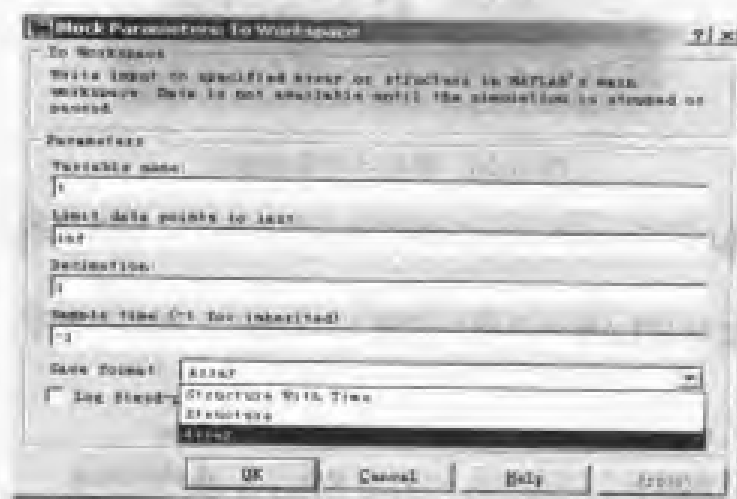 Block Parameters: To Workspace
To Workspace
Write input to specified array or structure in MATLAB's main
workspace. Data is not available until the simulation is stopped or
paused.
Parameters
Variable name:
Limit data points to last:
inf
Decimation:
1
Sample time (-1 for inherited)
-1
Save format: Array
Structure With Time
Structure
Array
Log
OK Cancel Help Apply